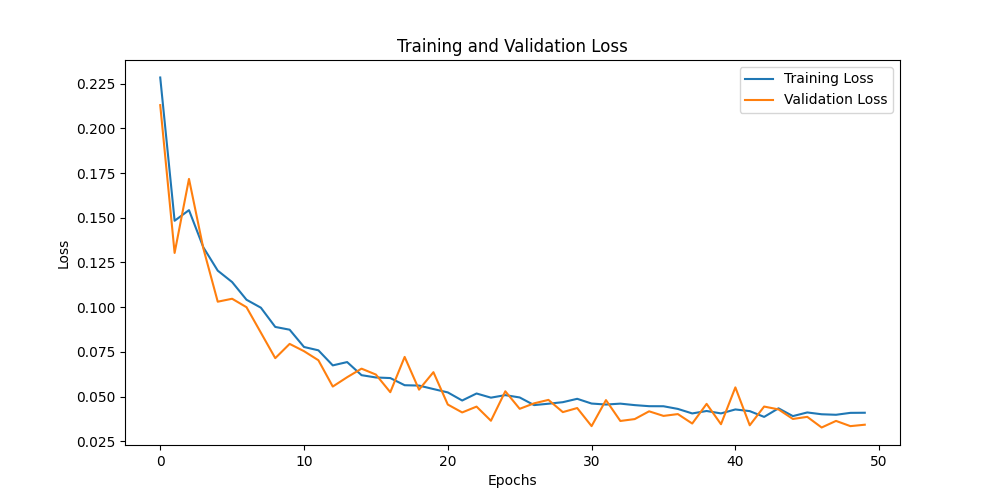 Training and Validation Loss
Training Loss
Validation Loss
0.225
0.200
0.175
0.150
0.125
0.100
0.075
0.050
0.025
Loss
0 10 20 30 40 50
Epochs